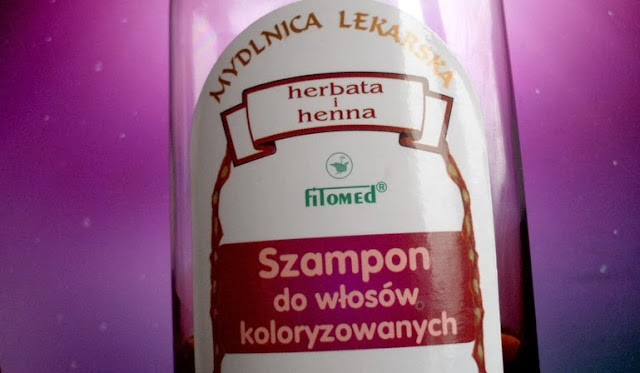 MYDLNICA LEKARSKA
herbata
i
henna
FITOMED®
Szampon
do włosów
koloryzowanych